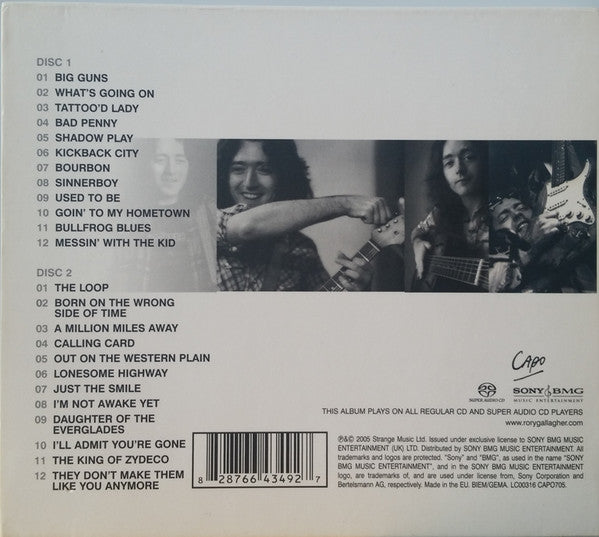 DISC 1
01 BIG GUNS
02 WHAT'S GOING ON
03 TATTOO'D LADY
04 BAD PENNY
05 SHADOW PLAY
06 KICKBACK CITY
07 BOURBON
08 SINNERBOY
09 USED TO BE
10 GOIN' TO MY HOMETOWN
11 BULLFROG BLUES
12 MESSIN' WITH THE KID
DISC 2
01 THE LOOP
02 BORN ON THE WRONG
SIDE OF TIME
03 A MILLION MILES AWAY
04 CALLING CARD
05 OUT ON THE WESTERN PLAIN
06 LONESOME HIGHWAY
07 JUST THE SMILE
08 I'M NOT AWAKE YET
09 DAUGHTER OF THE
EVERGLADES
10 I'LL ADMIT YOU'RE GONE
11 THE KING OF ZYDECO
12 THEY DON'T MAKE THEM
LIKE YOU ANYMORE
8 28766 43492 7
CAPO
SUPER AUDIO CD
SONY BMG
MUSIC ENTERTAINMENT
THIS ALBUM PLAYS ON ALL REGULAR CD AND SUPER AUDIO CD PLAYERS
www.rorygallagher.com
℗&© 2005 Strange Music Ltd. Issued under exclusive license to SONY BMG MUSIC
ENTERTAINMENT (UK) LTD. Distributed by SONY BMG MUSIC ENTERTAINMENT. All
trademarks and logos are protected. "Sony" and "BMG", as used in the name "SONY
BMG MUSIC ENTERTAINMENT", and in the SONY BMG MUSIC ENTERTAINMENT
logo, are trademarks of, and are used under license from, Sony Corporation and
Bertelsmann AG, respectively. Made in the EU. BIEM/GEMA. LC00316 CAPO705.